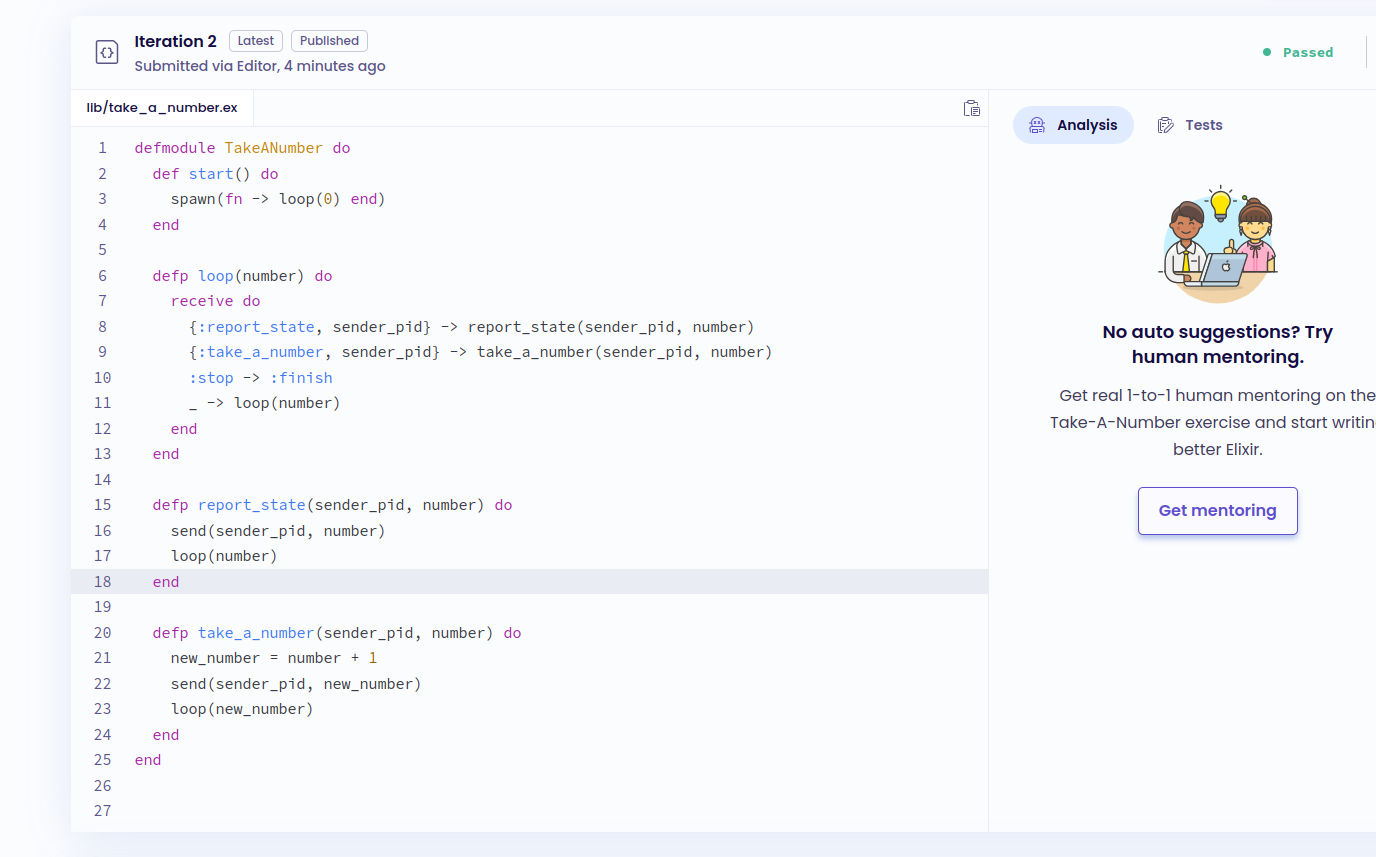 Iteration 2 Latest Published
Submitted via Editor, 4 minutes ago
Passed
lib/take_a_number.ex
Analysis Tests
1 defmodule TakeANumber do
2   def start() do
3     spawn(fn -> loop(0) end)
4   end
5
6   defp loop(number) do
7     receive do
8       {:report_state, sender_pid} -> report_state(sender_pid, number)
9       {:take_a_number, sender_pid} -> take_a_number(sender_pid, number)
10       :stop -> :finish
11       _ -> loop(number)
12     end
13   end
14
15   defp report_state(sender_pid, number) do
16     send(sender_pid, number)
17     loop(number)
18   end
19
20   defp take_a_number(sender_pid, number) do
21     new_number = number + 1
22     send(sender_pid, new_number)
23     loop(new_number)
24   end
25 end
26
27
No auto suggestions? Try
human mentoring.
Get real 1-to-1 human mentoring on the
Take-A-Number exercise and start
better Elixir.
Get mentoring